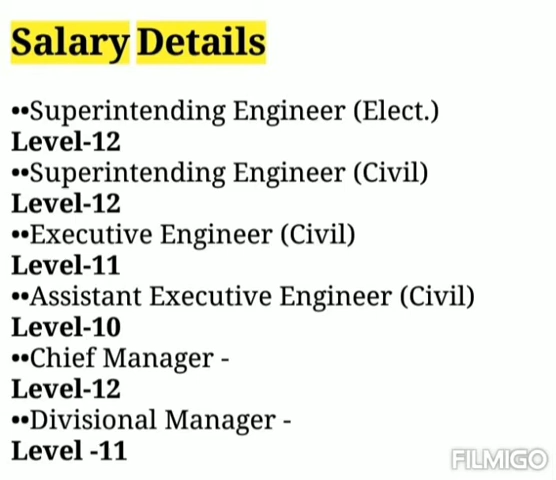 Salary Details
••Superintending Engineer (Elect.)
Level-12
••Superintending Engineer (Civil)
Level-12
••Executive Engineer (Civil)
Level-11
••Assistant Executive Engineer (Civil)
Level-10
••Chief Manager -
Level-12
••Divisional Manager -
Level -11
FILMIGO